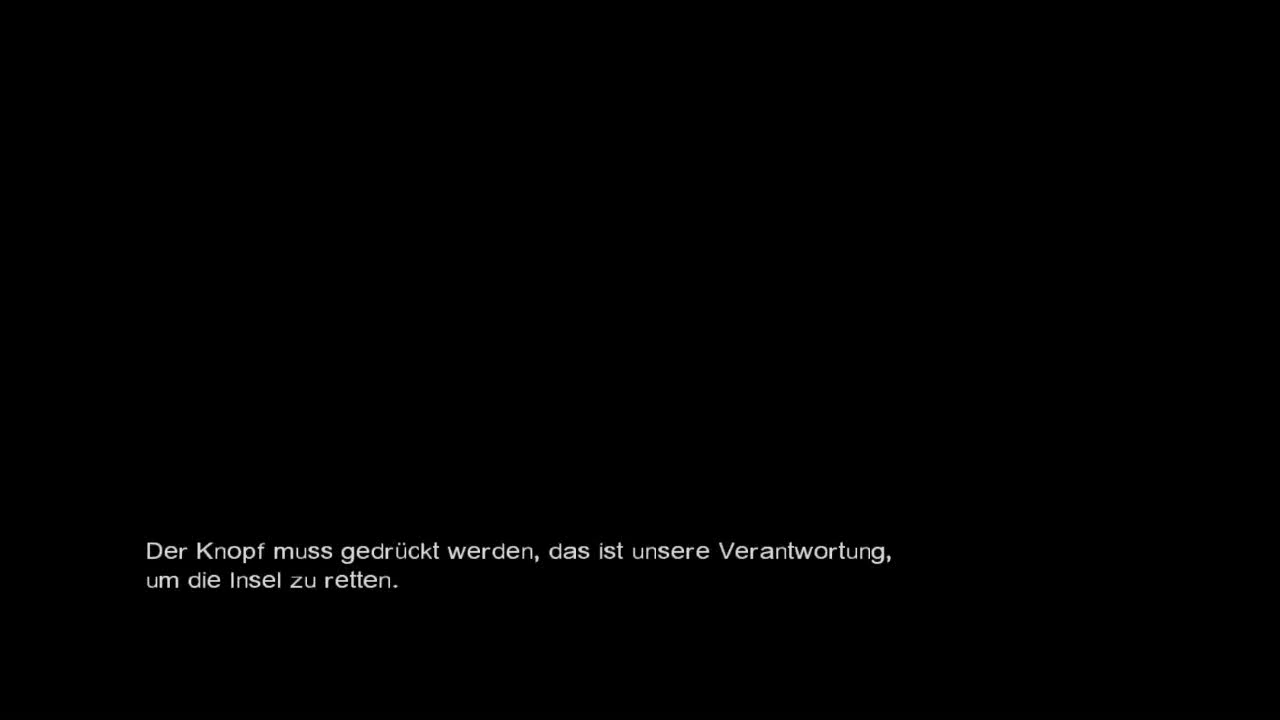 Der Knopf muss gedrückt werden, das ist unsere Verantwortung,
um die Insel zu retten.